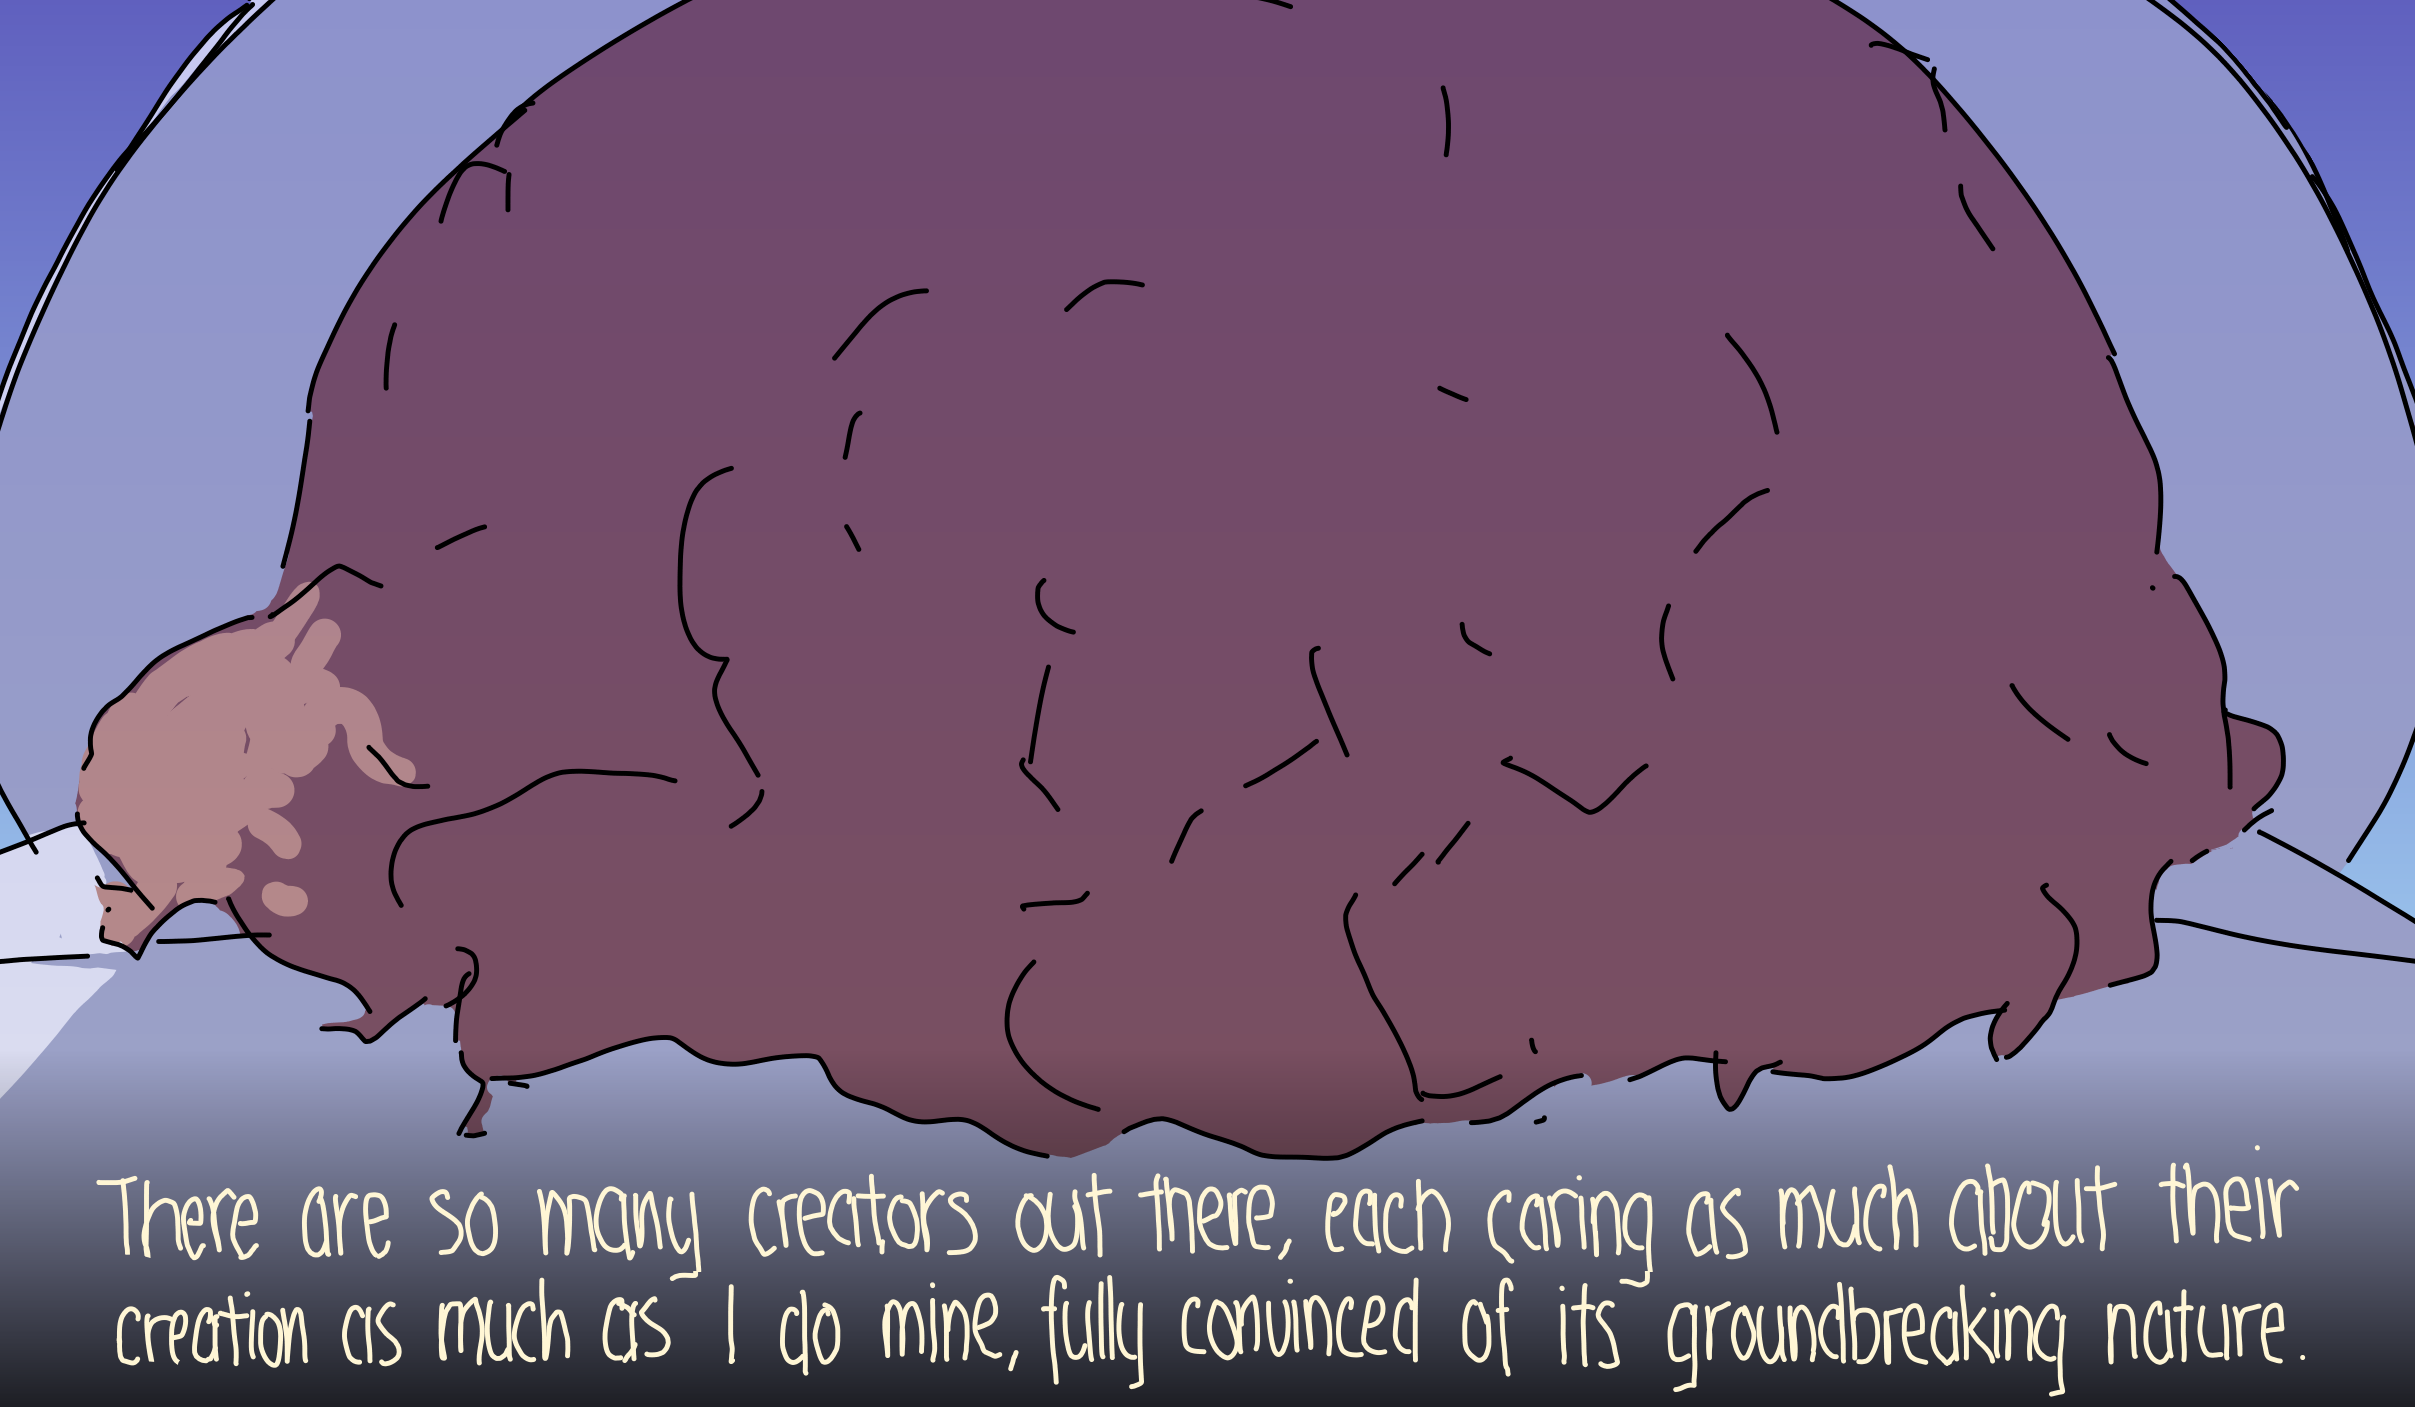 There are so many creators out there, each caring as much about their
creation as much as I do mine, fully convinced of its groundbreaking nature.